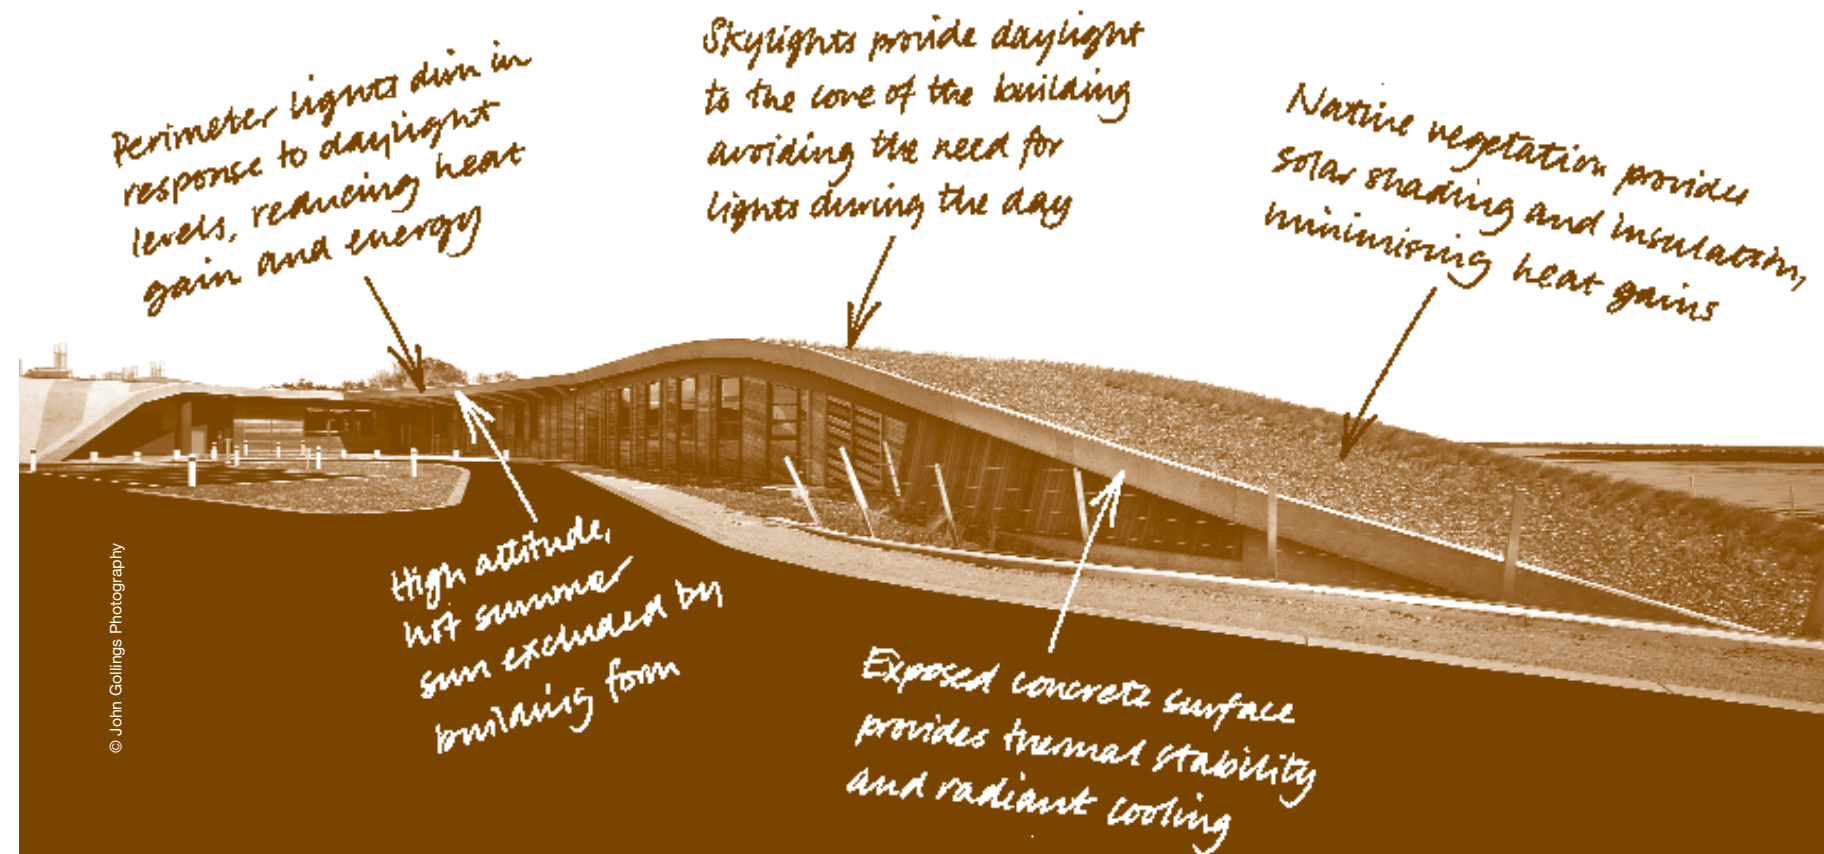 Perimeter lights dim in
response to daylight
levels, reducing heat
gain and energy
Skylights provide daylight
to the core of the building
avoiding the need for
lights during the day
Native vegetation provides
solar shading and insulation,
minimising heat gains
High altitude,
hot summer
sun excluded by
building form
Exposed concrete surface
provides thermal stability
and radiant cooling
© John Gollings Photography